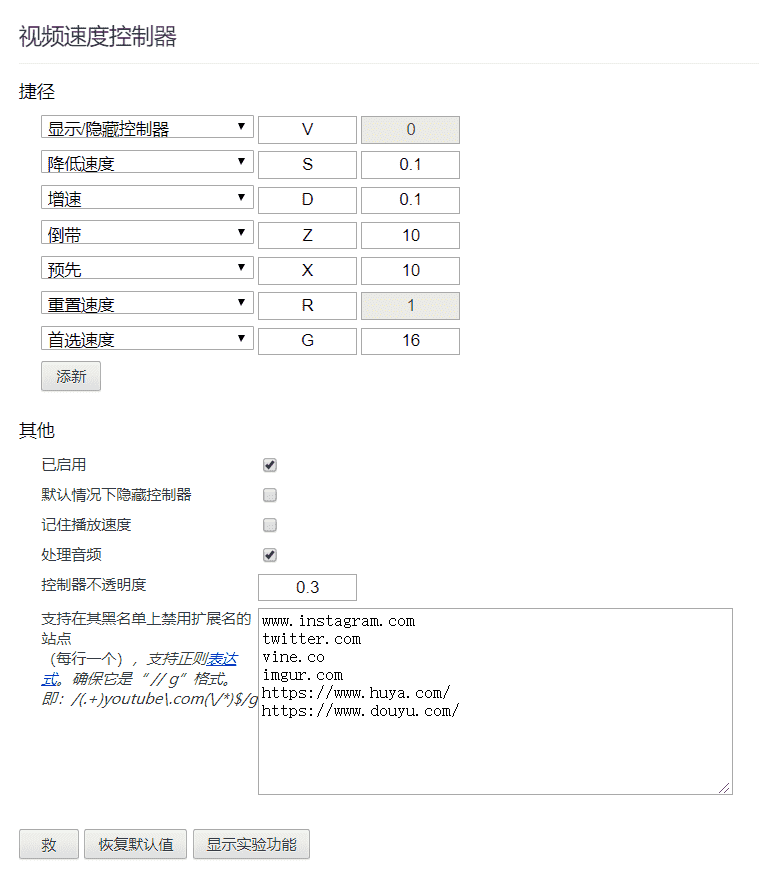 视频速度控制器
捷径
显示/隐藏控制器 V 0
降低速度 S 0.1
增速 D 0.1
倒带 Z 10
预先 X 10
重置速度 R 1
首选速度 G 16
添新
其他
已启用
默认情况下隐藏控制器
记住播放速度
处理音频
控制器不透明度 0.3
支持在某黑名单上禁用扩展名的
站点
（每行一个），支持正则表达
式。确保它是“ // g”格式。
即：/(.+)youtube\.com(\/*)$/g
www.instagram.com
twitter.com
vine.co
imgur.com
https://www.huya.com/
https://www.douyu.com/
救 恢复默认值 显示实验功能